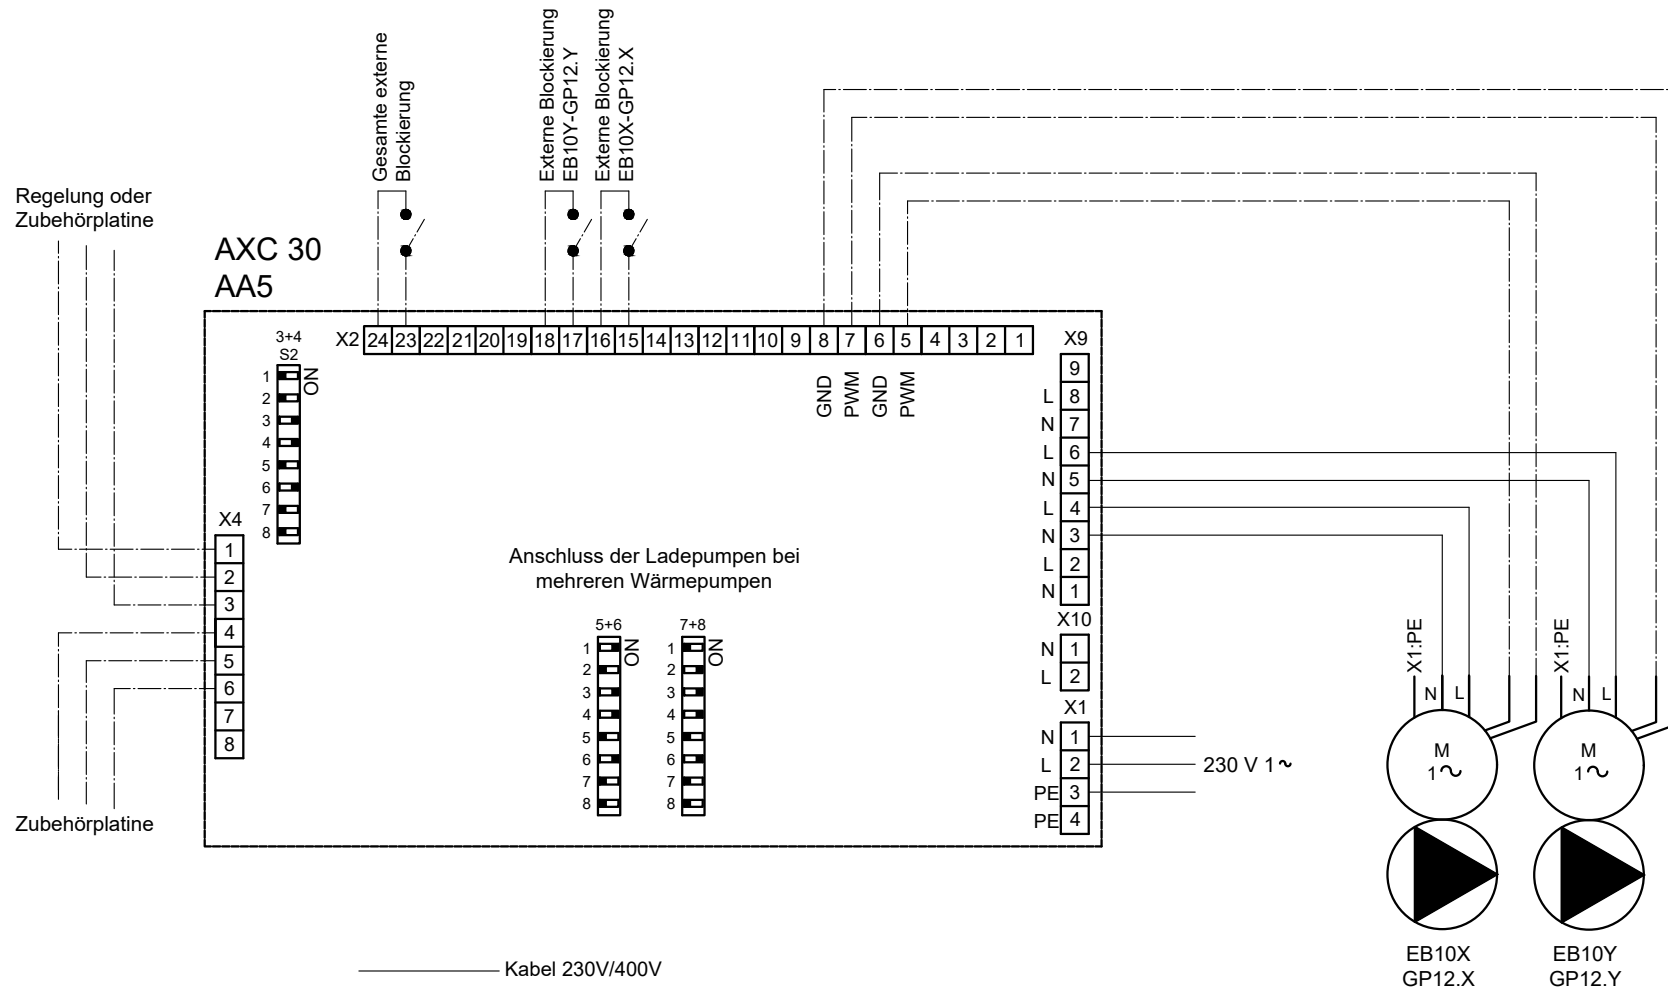 Gesamte externe
Blockierung
Externe Blockierung
EB10Y-GP12.Y
Externe Blockierung
EB10X-GP12.X
Regelung oder
Zubehörplatine
AXC 30
AA5
X2 24 23 22 21 20 19 18 17 16 15 14 13 12 11 10 9 8 7 6 5 4 3 2 1
GND PWM GND PWM
3+4
S2
ON
1
2
3
4
5
6
7
8
X9
9
L 8
N 7
L 6
N 5
L 4
N 3
L 2
N 1
X10
N 1
L 2
X1
N 1
L 2
PE 3
PE 4
230 V 1~
X4
1
2
3
4
5
6
7
8
Anschluss der Ladepumpen bei
mehreren Wärmepumpen
5+6
ON
1
2
3
4
5
6
7
8
7+8
ON
1
2
3
4
5
6
7
8
Zubehörplatine
X1:PE
N L
M
1~
EB10X
GP12.X
X1:PE
N L
M
1~
EB10Y
GP12.Y
Kabel 230V/400V